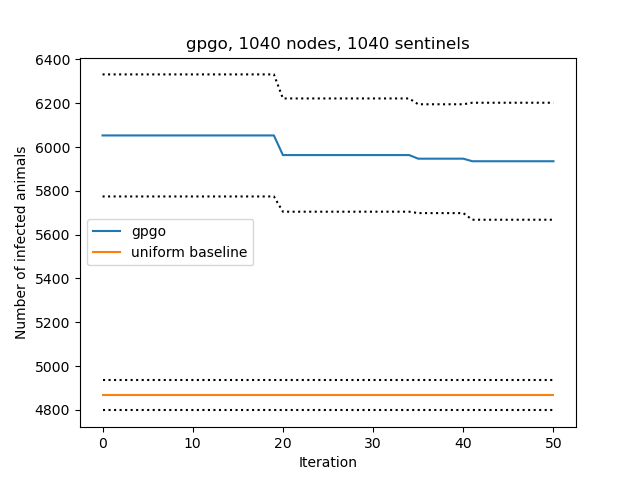 gpgo, 1040 nodes, 1040 sentinels
6400
6200
6000
5800
5600
5400
5200
5000
4800
Number of infected animals
gpgo
uniform baseline
0 10 20 30 40 50
Iteration